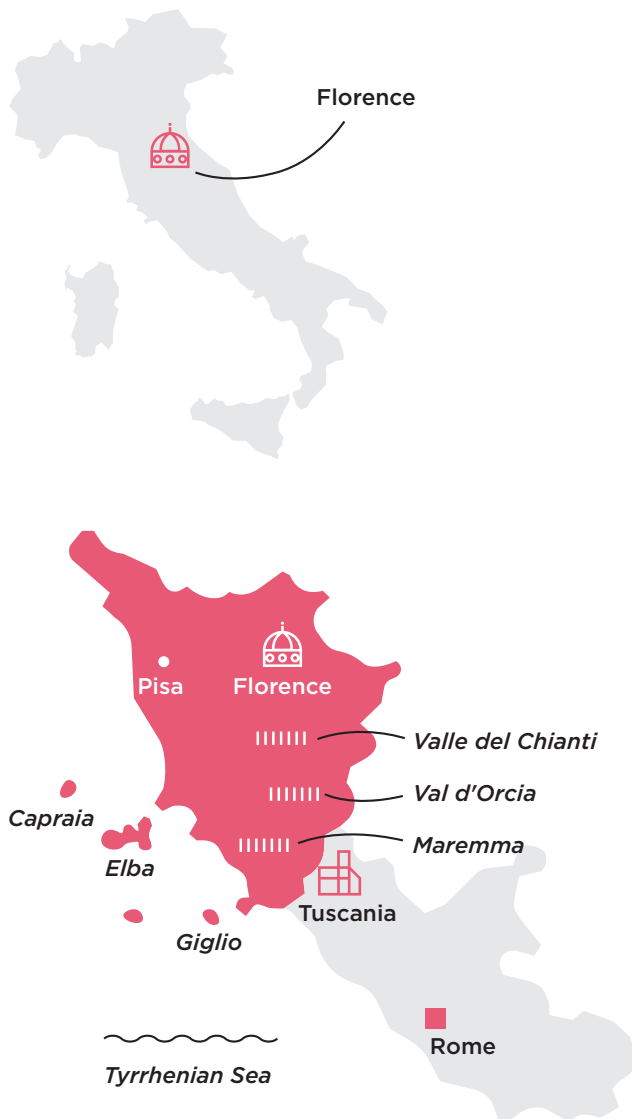 Florence
Pisa
Florence
Valle del Chianti
Val d'Orcia
Capraia
Maremma
Elba
Tuscania
Giglio
Rome
Tyrrhenian Sea